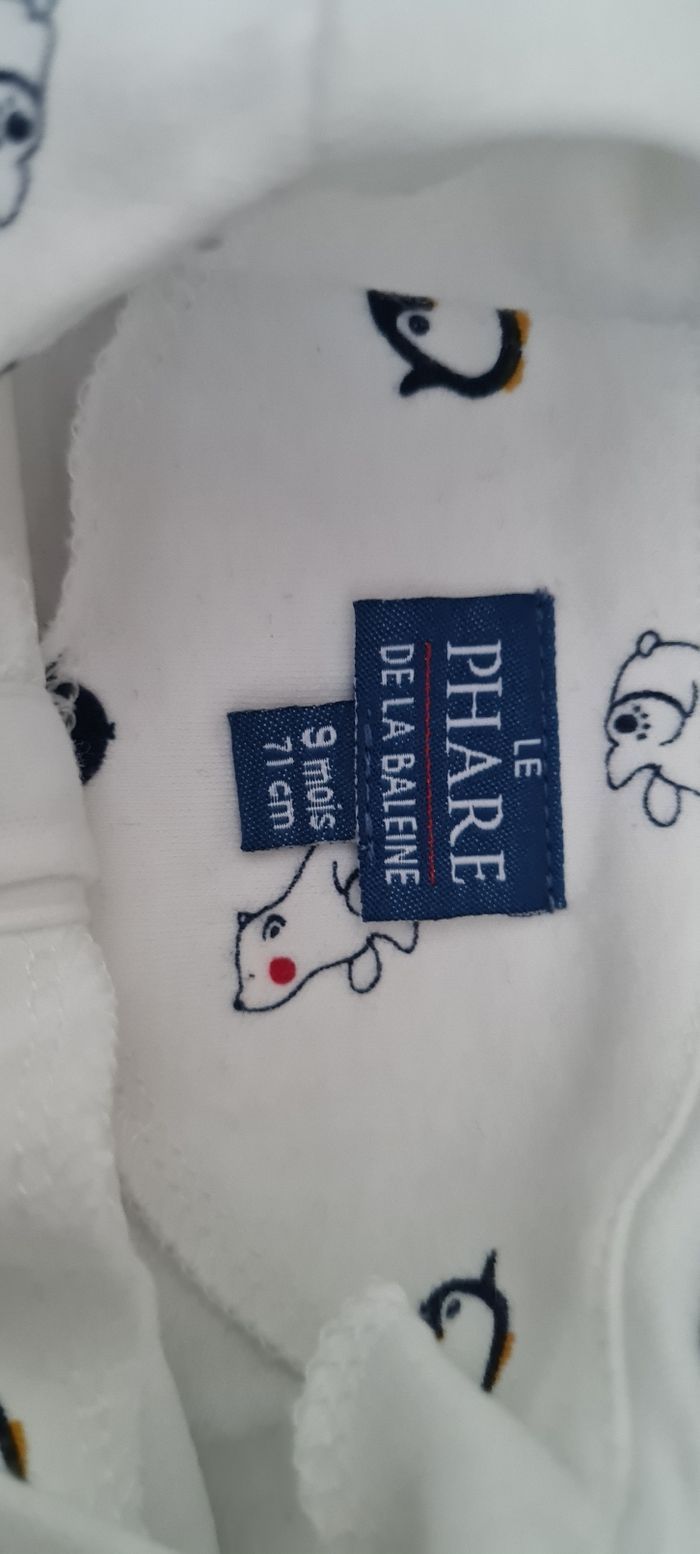 LE
PHARE
DE LA BALEINE
9 mois
71 cm